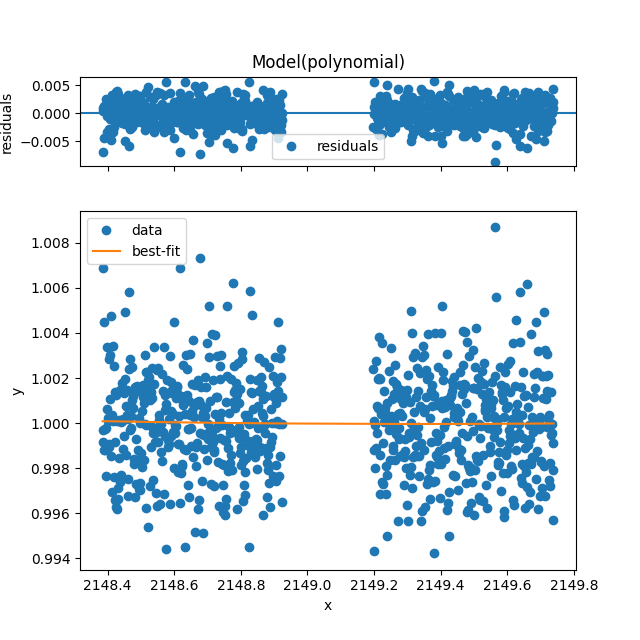 Model(polynomial)
residuals
0.005
0.000
−0.005
residuals
y
1.008
1.006
1.004
1.002
1.000
0.998
0.996
0.994
data
best-fit
2148.4 2148.6 2148.8 2149.0 2149.2 2149.4 2149.6 2149.8
x